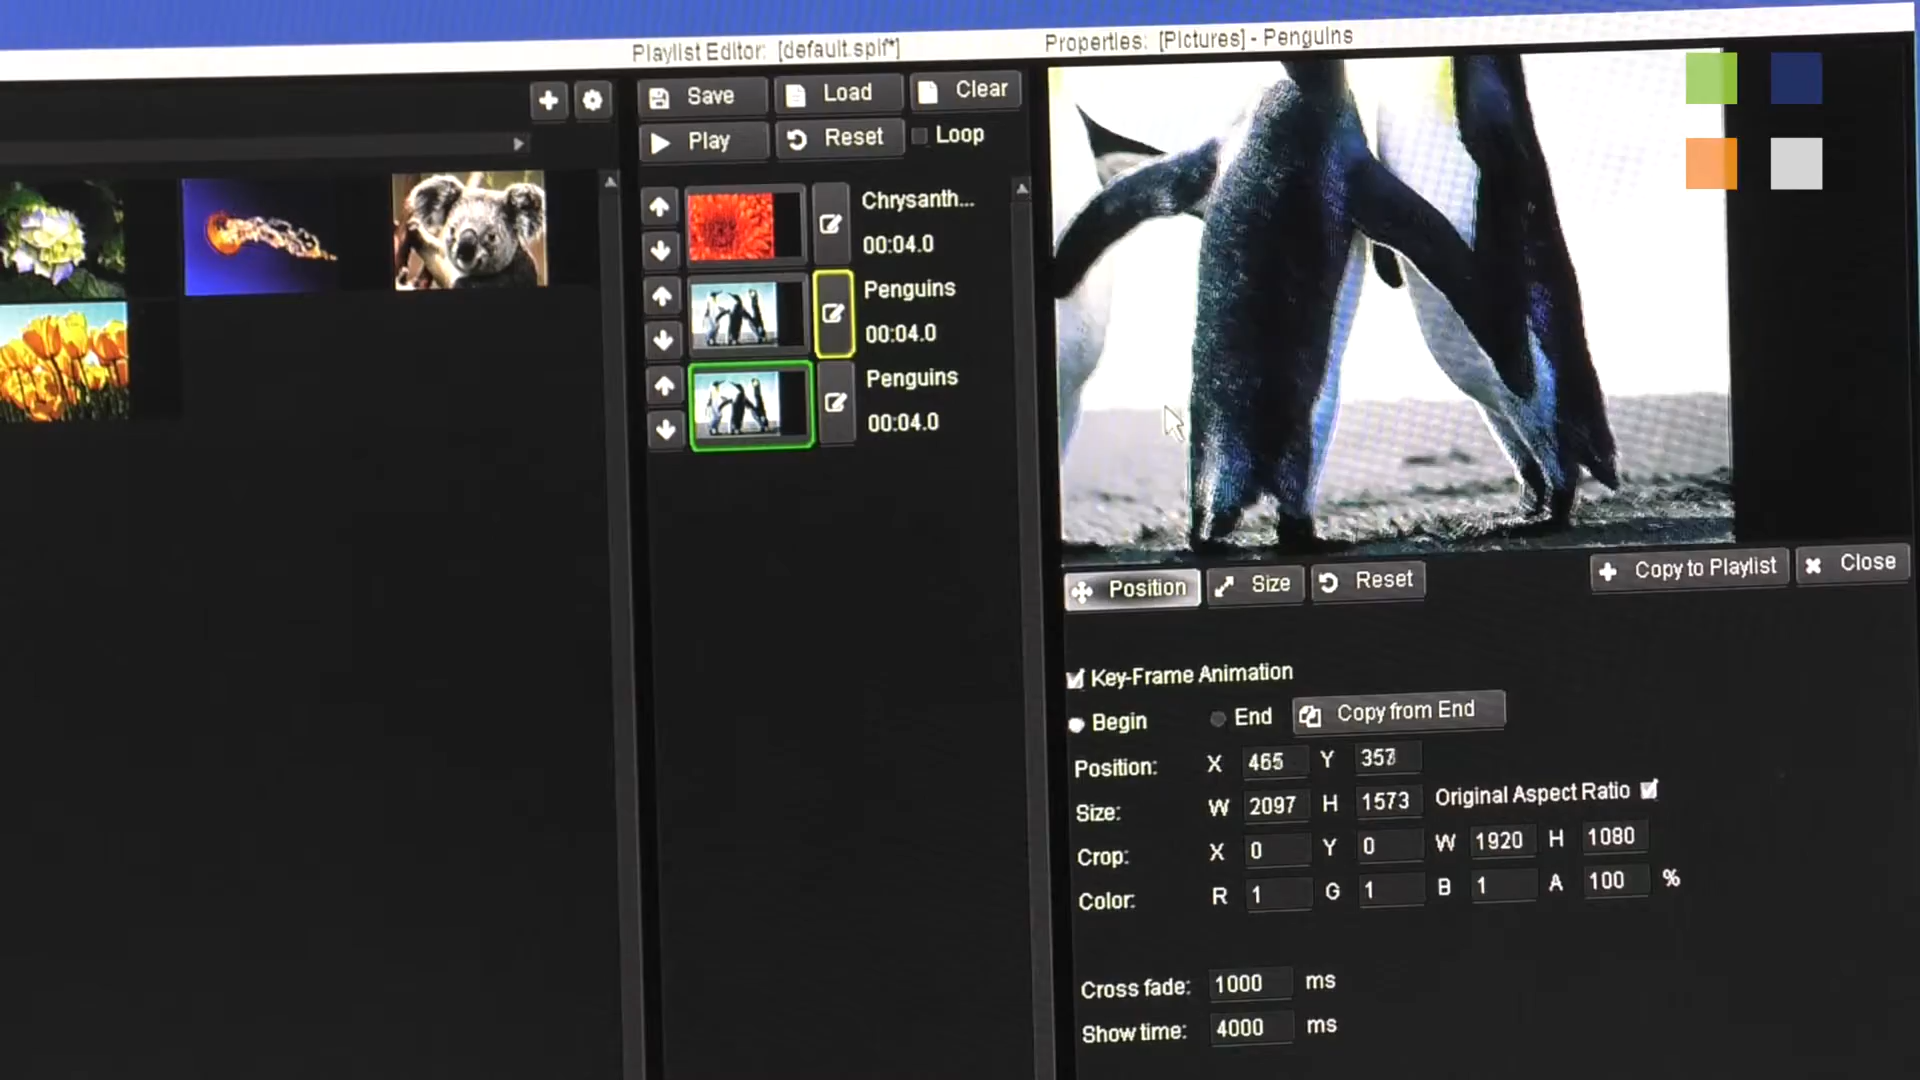 Playlist Editor: [default.splf*]
Properties: [Pictures] - Penguins
Save
Load
Clear
Play
Reset
Loop
Chrysanth...
00:04.0
Penguins
00:04.0
Penguins
00:04.0
Position
Size
Reset
Copy to Playlist
Close
Key-Frame Animation
Begin
End
Copy from End
Position: X 465 Y
Size: W 2097 H 1573 Original Aspect Ratio
Crop: X 0 Y 0 W 1920 H 1080
Color: R 1 G 1 B 1 A 100 %
Cross fade: 1000 ms
Show time: 4000 ms